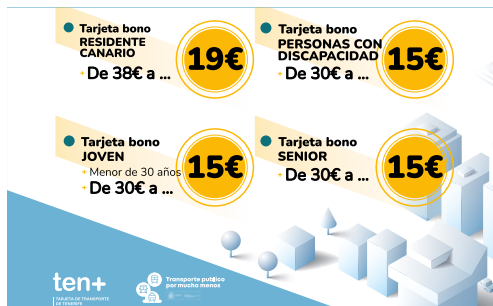 Tarjeta bono
RESIDENTE
CANARIO
De 38€ a ...
19€
Tarjeta bono
PERSONAS CON
DISCAPACIDAD
De 30€ a ...
15€
Tarjeta bono
JOVEN
Menor de 30 años
De 30€ a ...
15€
Tarjeta bono
SENIOR
De 30€ a ...
15€
ten+
TARJETA DE TRANSPORTE
DE TENERIFE
Transporte público
por mucho menos